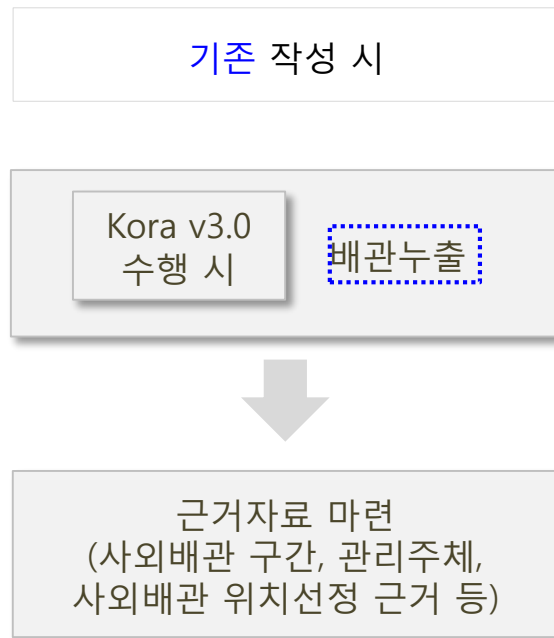 기존 작성 시
Kora v3.0
수행 시
배관누출
근거자료 마련
(사외배관 구간, 관리주체,
사외배관 위치선정 근거 등)